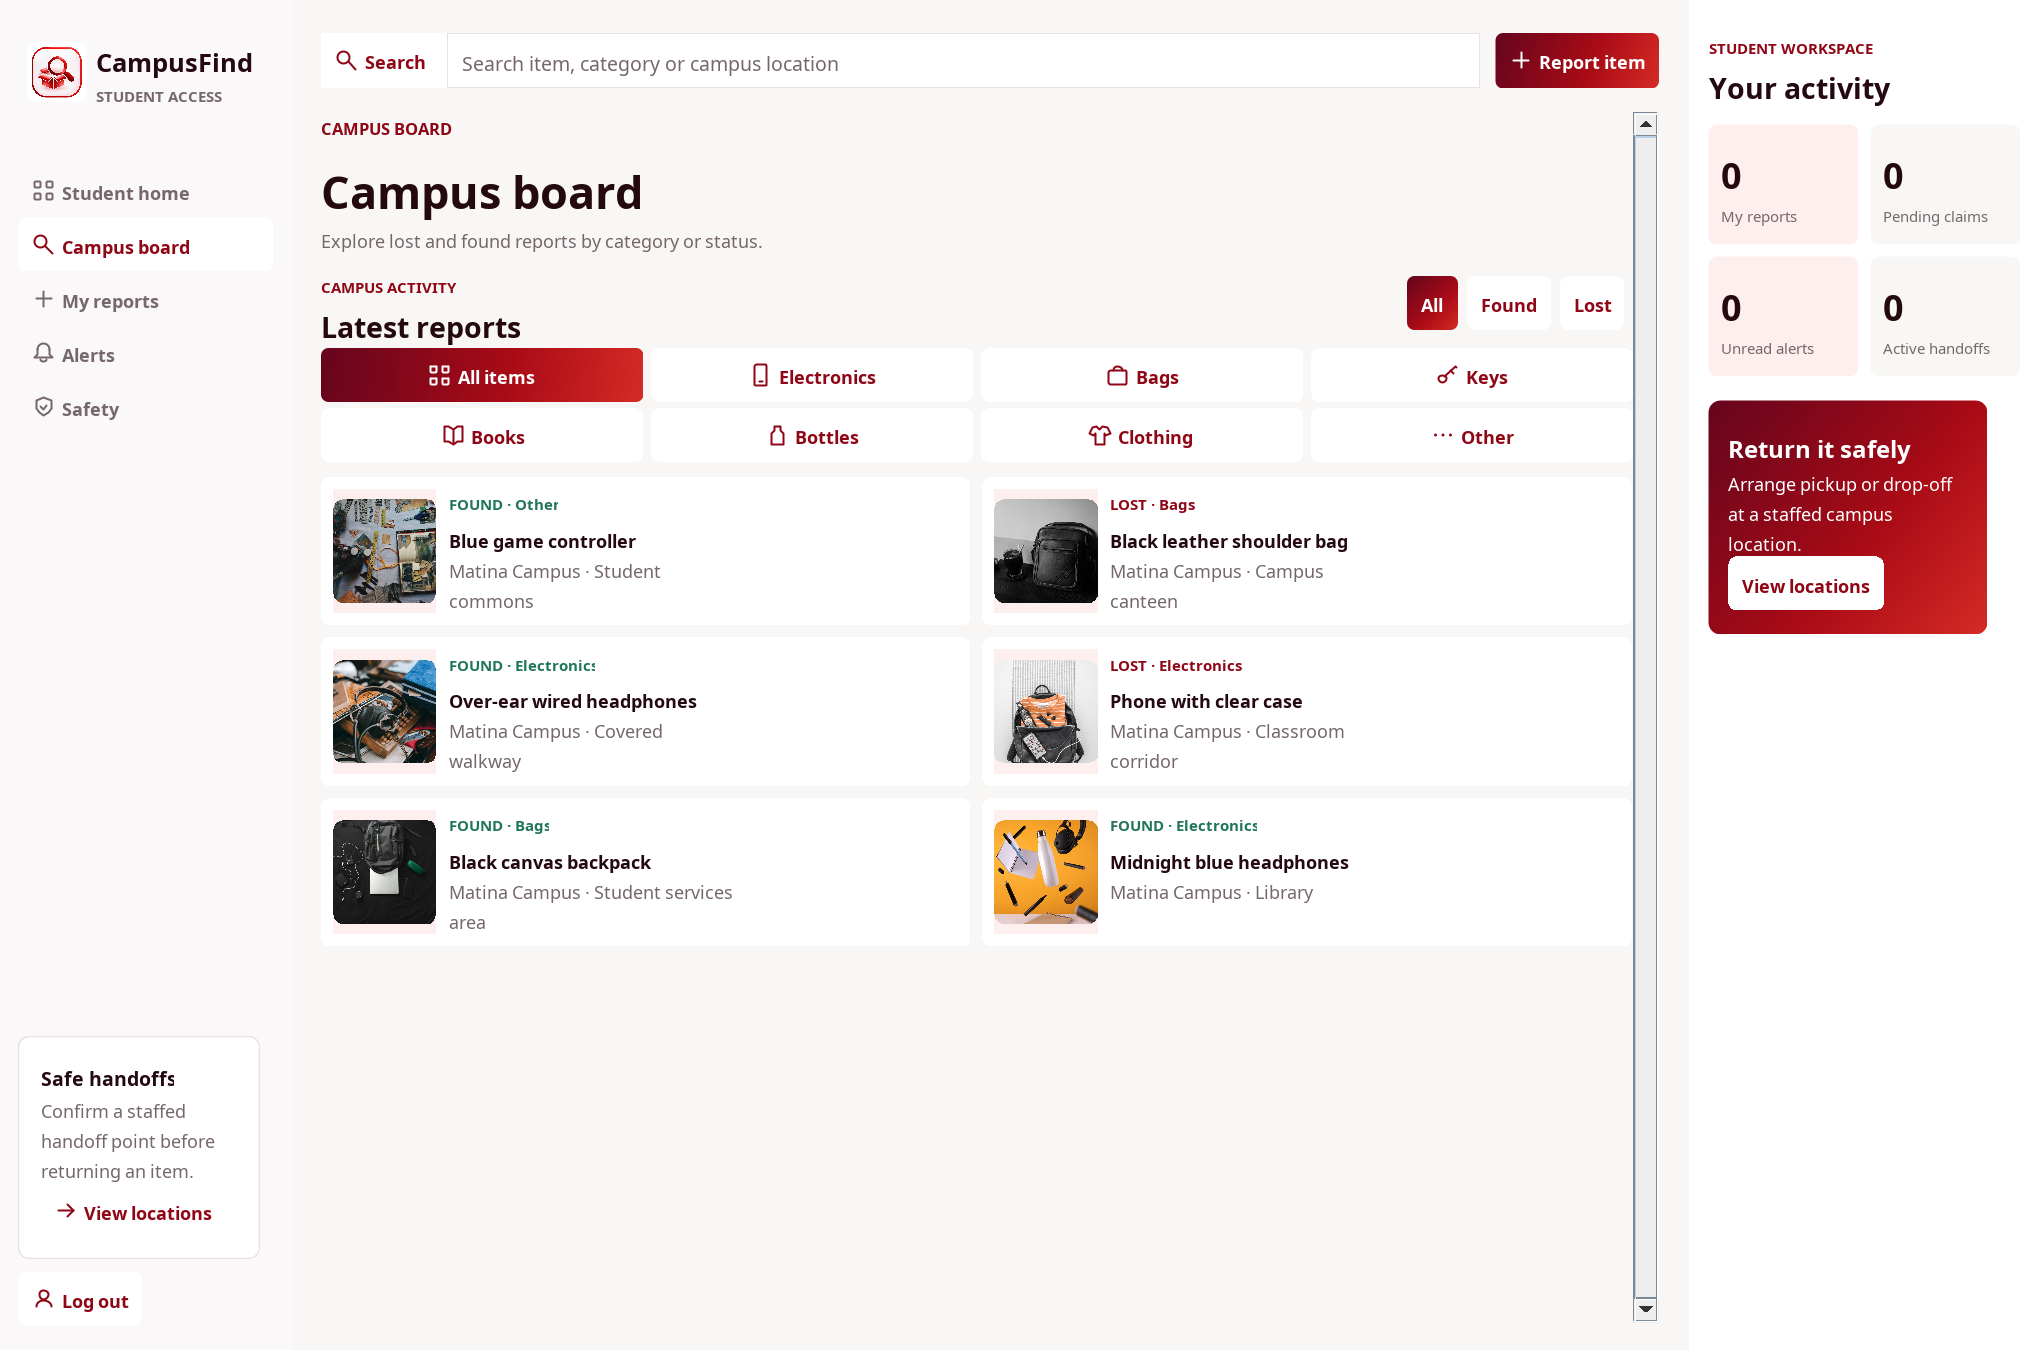 CampusFind
STUDENT ACCESS
Student home
Campus board
My reports
Alerts
Safety
Safe handoffs
Confirm a staffed
handoff point before
returning an item.
View locations
Log out
Search
Search item, category or campus location
Report item
CAMPUS BOARD
Campus board
Explore lost and found reports by category or status.
CAMPUS ACTIVITY
Latest reports
All
Found
Lost
All items
Electronics
Bags
Keys
Books
Bottles
Clothing
Other
FOUND · Other
Blue game controller
Matina Campus · Student
commons
LOST · Bags
Black leather shoulder bag
Matina Campus · Campus
canteen
FOUND · Electronics
Over-ear wired headphones
Matina Campus · Covered
walkway
LOST · Electronics
Phone with clear case
Matina Campus · Classroom
corridor
FOUND · Bags
Black canvas backpack
Matina Campus · Student services
area
FOUND · Electronics
Midnight blue headphones
Matina Campus · Library
STUDENT WORKSPACE
Your activity
0
My reports
0
Pending claims
0
Unread alerts
0
Active handoffs
Return it safely
Arrange pickup or drop-off
at a staffed campus
location.
View locations